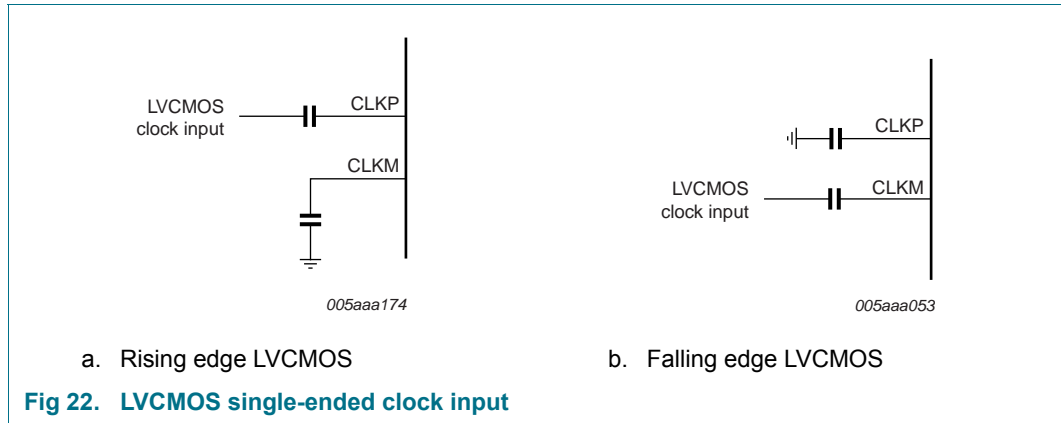 LVCMOS
clock input
CLKP
CLKM
005aaa174
a. Rising edge LVCMOS
CLKP
LVCMOS
clock input
CLKM
005aaa053
b. Falling edge LVCMOS
Fig 22. LVCMOS single-ended clock input